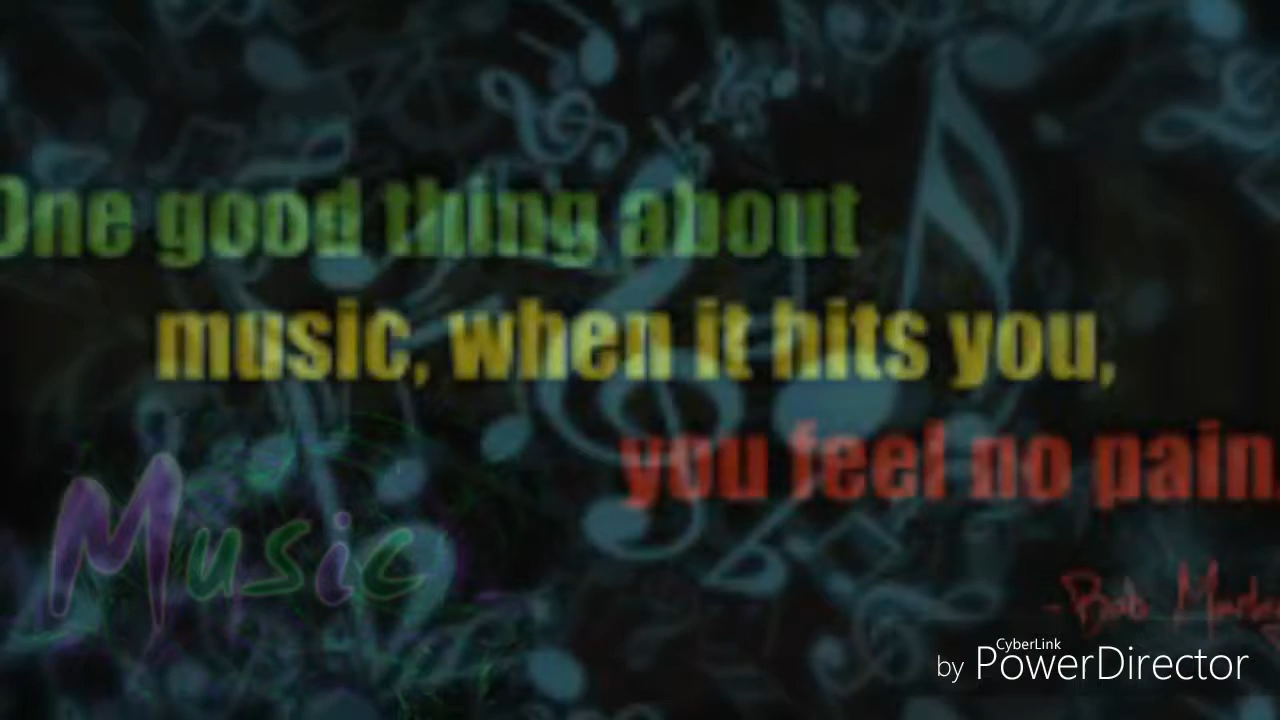 One good thing about
music, when it hits you,
you feel no pain.
Music
-Bob Marley
CyberLink
by PowerDirector